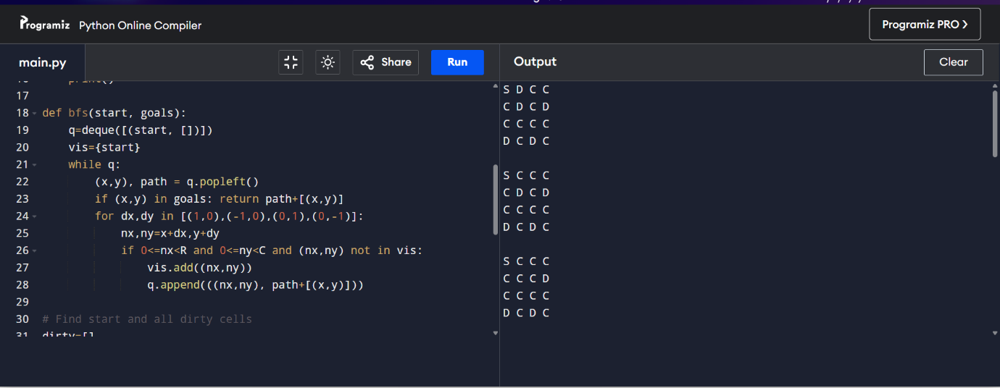 Programiz Python Online Compiler
Programiz PRO >
main.py
Share
Run
Output
Clear
17
18 def bfs(start, goals):
19 q=deque([(start, [])])
20 vis={start}
21 while q:
22 (x,y), path = q.popleft()
23 if (x,y) in goals: return path+[(x,y)]
24 for dx,dy in [(1,0),(-1,0),(0,1),(0,-1)]:
25 nx,ny=x+dx,y+dy
26 if 0<=nx<R and 0<=ny<C and (nx,ny) not in vis:
27 vis.add((nx,ny))
28 q.append(((nx,ny), path+[(x,y)]))
29
30 # Find start and all dirty cells
31 dirty=[]
S D C C
C D C D
C C C C
D C D C
S C C C
C D C D
C C C C
D C D C
S C C C
C C C D
C C C C
D C D C